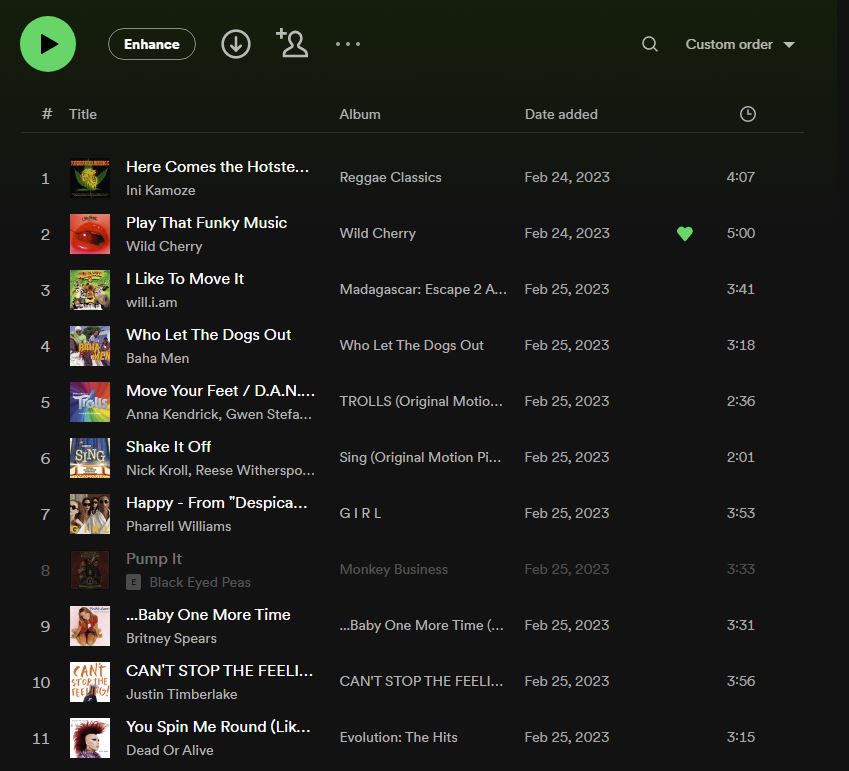 Enhance
Custom order
# Title Album Date added
1 Here Comes the Hotste... Reggae Classics Feb 24, 2023 4:07
Ini Kamoze
2 Play That Funky Music Wild Cherry Feb 24, 2023 5:00
Wild Cherry
3 I Like To Move It Madagascar: Escape 2 A... Feb 25, 2023 3:41
will.i.am
4 Who Let The Dogs Out Who Let The Dogs Out Feb 25, 2023 3:18
BAHA MEN
Baha Men
5 Move Your Feet / D.A.N.... TROLLS (Original Motio... Feb 25, 2023 2:36
Trolls
Anna Kendrick, Gwen Stefa...
6 Shake It Off Sing (Original Motion Pi... Feb 25, 2023 2:01
SING
Nick Kroll, Reese Witherspo...
7 Happy - From "Despica... G I R L Feb 25, 2023 3:53
Pharrell Williams
8 Pump It Monkey Business Feb 25, 2023 3:33
E Black Eyed Peas
9 ...Baby One More Time ...Baby One More Time (... Feb 25, 2023 3:31
Britney Spears
10 CAN'T STOP THE FEELI... CAN'T STOP THE FEELI... Feb 25, 2023 3:56
CAN'T
STOP THE
FEELING!
Justin Timberlake
11 You Spin Me Round (Lik... Evolution: The Hits Feb 25, 2023 3:15
Dead Or Alive